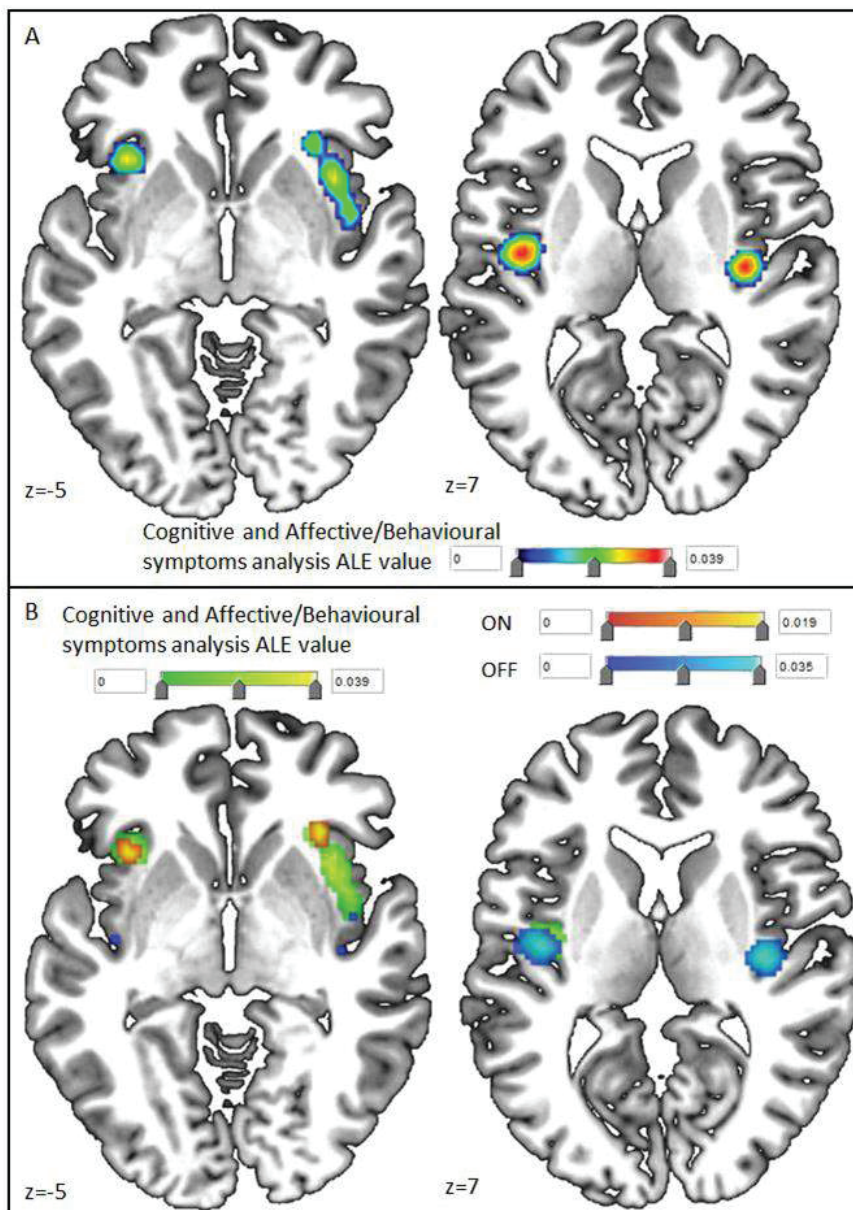 A
z=-5
z=7
Cognitive and Affective/Behavioural
symptoms analysis ALE value
0
0.039
B
Cognitive and Affective/Behavioural
symptoms analysis ALE value
0
0.039
ON
0
0.019
OFF
0
0.035
z=-5
z=7